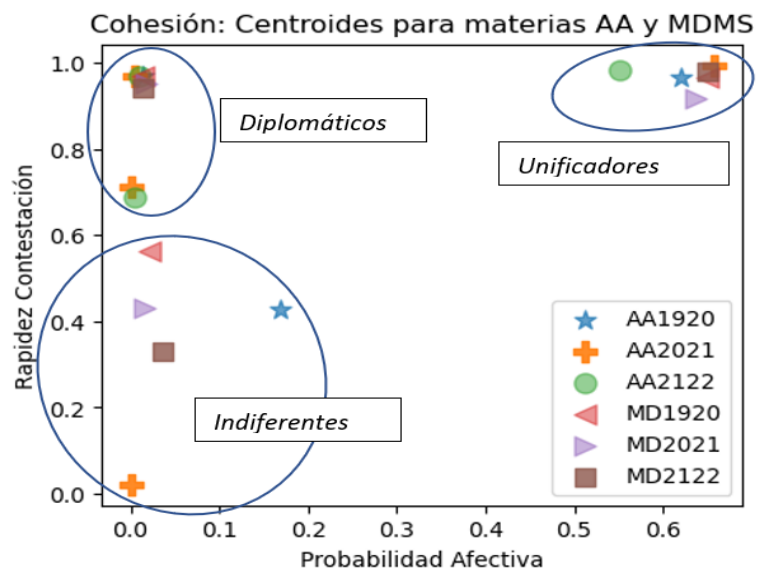 Cohesión: Centroides para materias AA y MDMS
Rapidez Contestación
1.0
0.8
0.6
0.4
0.2
0.0
Diplomáticos
Unificadores
Indiferentes
AA1920
AA2021
AA2122
MD1920
MD2021
MD2122
0.0 0.1 0.2 0.3 0.4 0.5 0.6
Probabilidad Afectiva